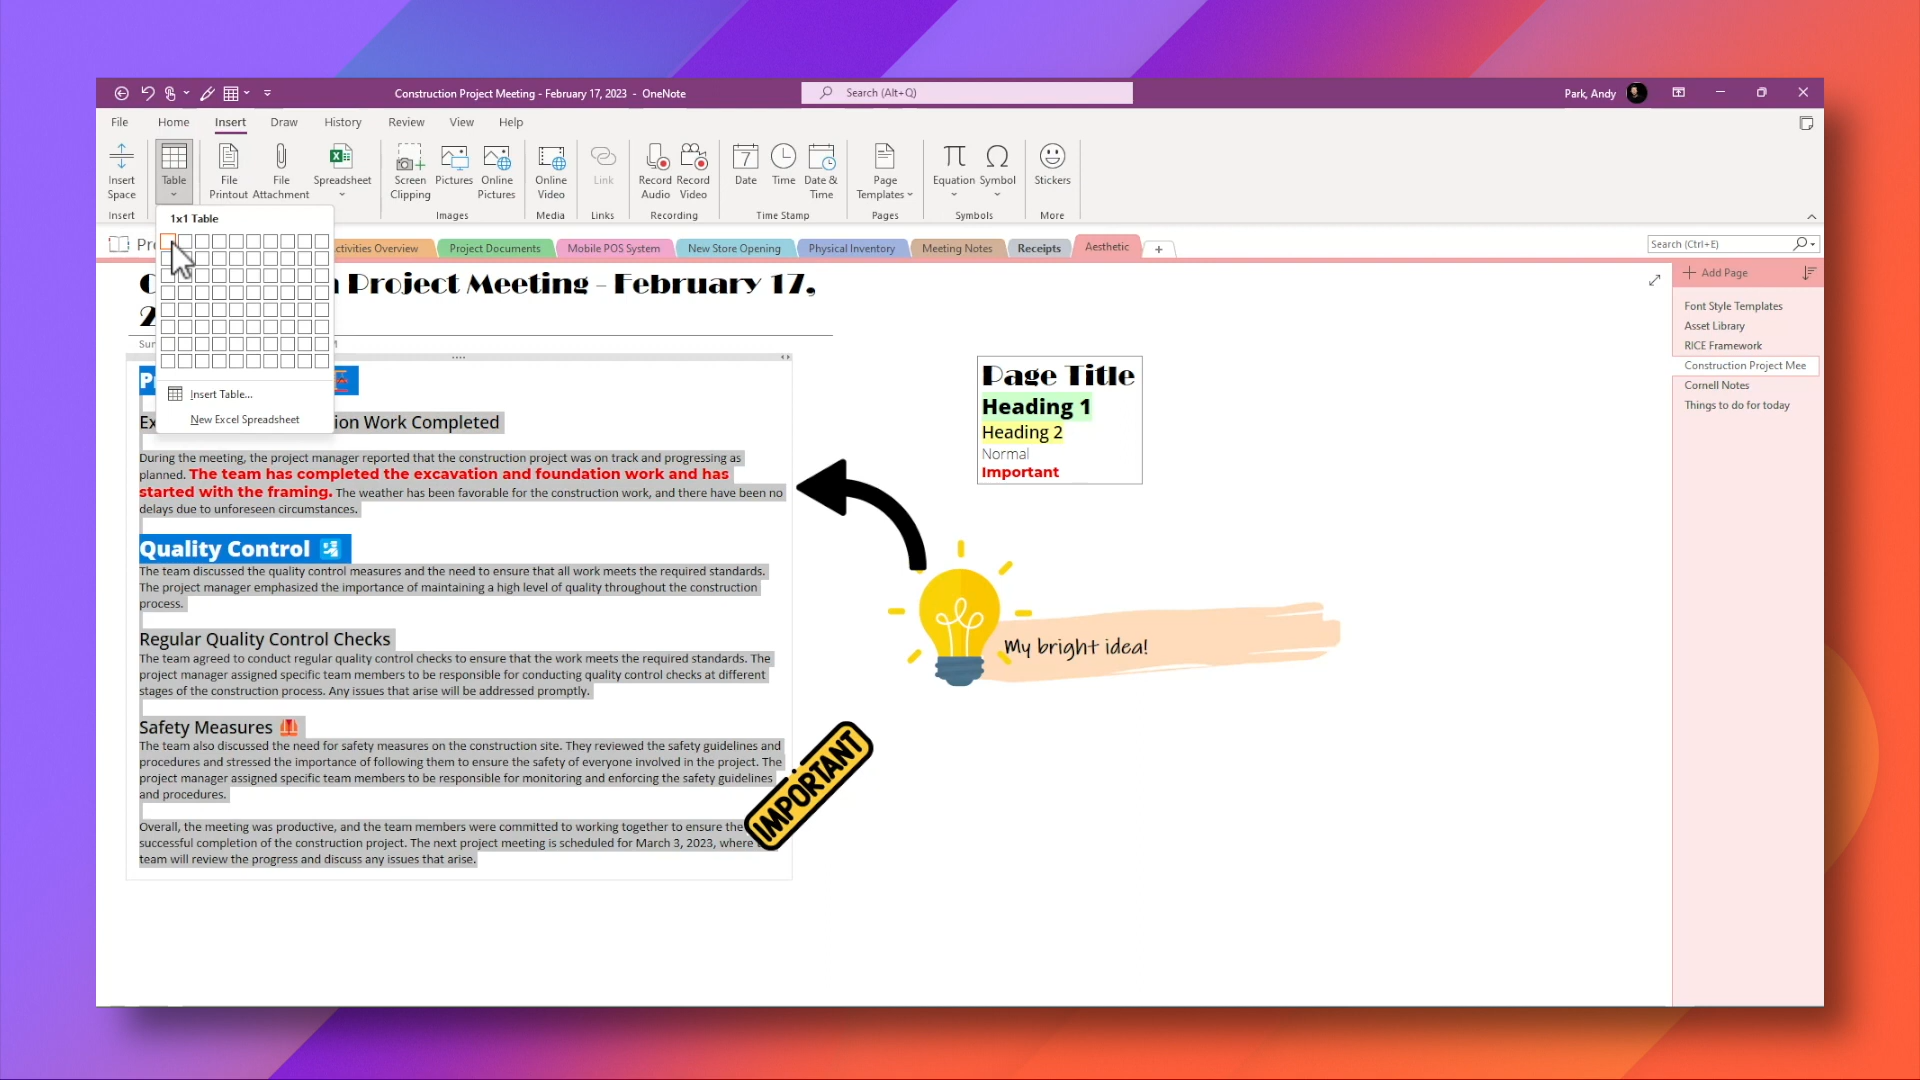 Construction Project Meeting - February 17, 2023 - OneNote
Search (Alt+Q)
Park, Andy
File
Home
Insert
Draw
History
Review
View
Help
Insert
Space
Table
File
Printout
File
Attachment
Spreadsheet
Screen
Clipping
Pictures
Online
Pictures
Online
Video
Link
Record
Audio
Record
Video
7
Date
Time
Date &
Time
Page
Templates
π
Equation
Ω
Symbol
Stickers
Insert
Images
Media
Links
Recording
Time Stamp
Pages
Symbols
More
1x1 Table
Insert Table...
New Excel Spreadsheet
ctivities Overview
Project Documents
Mobile POS System
New Store Opening
Physical Inventory
Meeting Notes
Receipts
Aesthetic
+
Search (Ctrl+E)
Project Meeting - February 17,
Sun
M
Add Page
Font Style Templates
Asset Library
RICE Framework
Construction Project Mee
Cornell Notes
Things to do for today
ion Work Completed
During the meeting, the project manager reported that the construction project was on track and progressing as
planned. The team has completed the excavation and foundation work and has
started with the framing. The weather has been favorable for the construction work, and there have been no
delays due to unforeseen circumstances.
Quality Control
The team discussed the quality control measures and the need to ensure that all work meets the required standards.
The project manager emphasized the importance of maintaining a high level of quality throughout the construction
process.
Regular Quality Control Checks
The team agreed to conduct regular quality control checks to ensure that the work meets the required standards. The
project manager assigned specific team members to be responsible for conducting quality control checks at different
stages of the construction process. Any issues that arise will be addressed promptly.
Safety Measures
The team also discussed the need for safety measures on the construction site. They reviewed the safety guidelines and
procedures and stressed the importance of following them to ensure the safety of everyone involved in the project. The
project manager assigned specific team members to be responsible for monitoring and enforcing the safety guidelines
and procedures.
Overall, the meeting was productive, and the team members were committed to working together to ensure the
successful completion of the construction project. The next project meeting is scheduled for March 3, 2023, where
team will review the progress and discuss any issues that arise.
IMPORTANT
Page Title
Heading 1
Heading 2
Normal
Important
My bright idea!